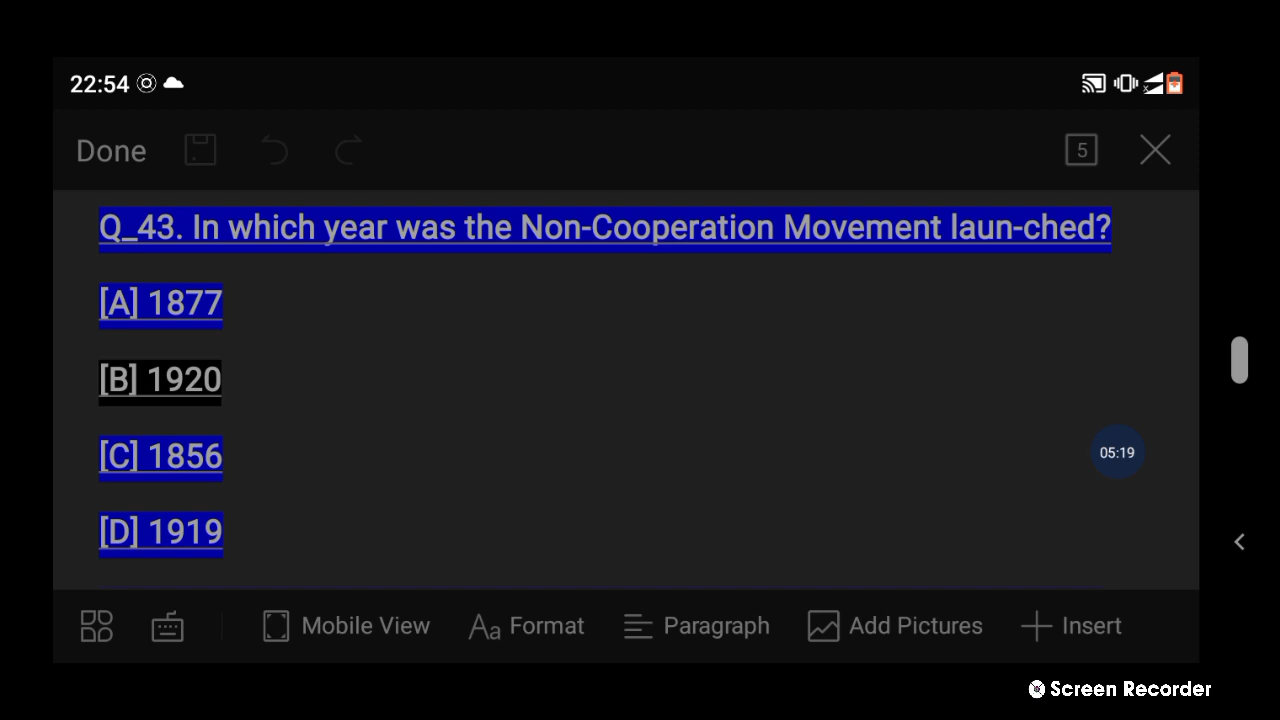 22:54
Done
5
Q_43. In which year was the Non-Cooperation Movement laun-ched?
[A] 1877
[B] 1920
[C] 1856
05:19
[D] 1919
Mobile View Aa Format Paragraph Add Pictures Insert
Screen Recorder